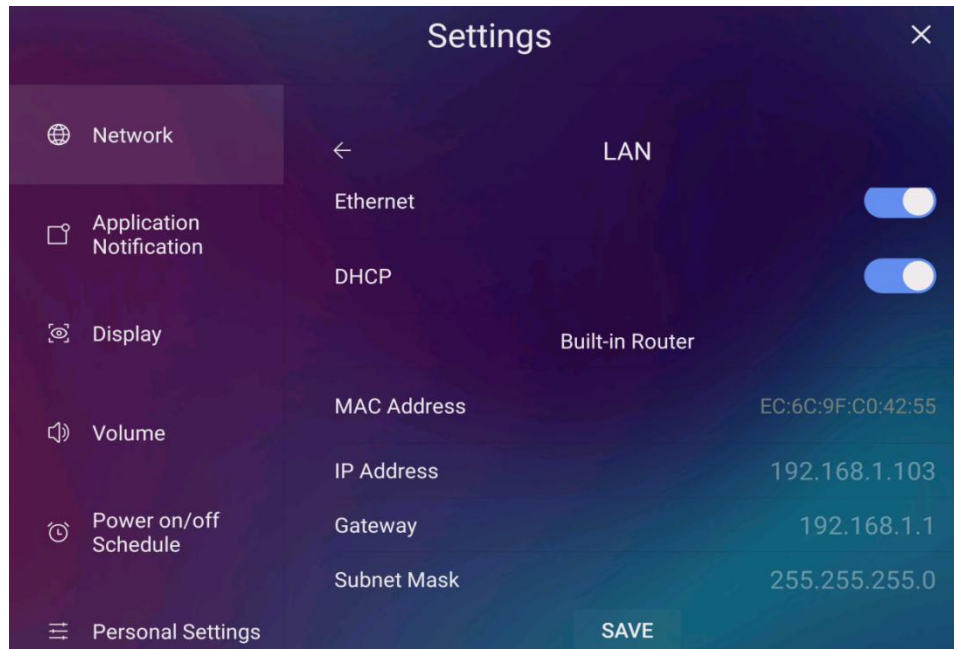 Settings
Network
Application
Notification
Display
Volume
Power on/off
Schedule
Personal Settings
LAN
Ethernet
DHCP
Built-in Router
MAC Address EC:6C:9F:C0:42:55
IP Address 192.168.1.103
Gateway 192.168.1.1
Subnet Mask 255.255.255.0
SAVE